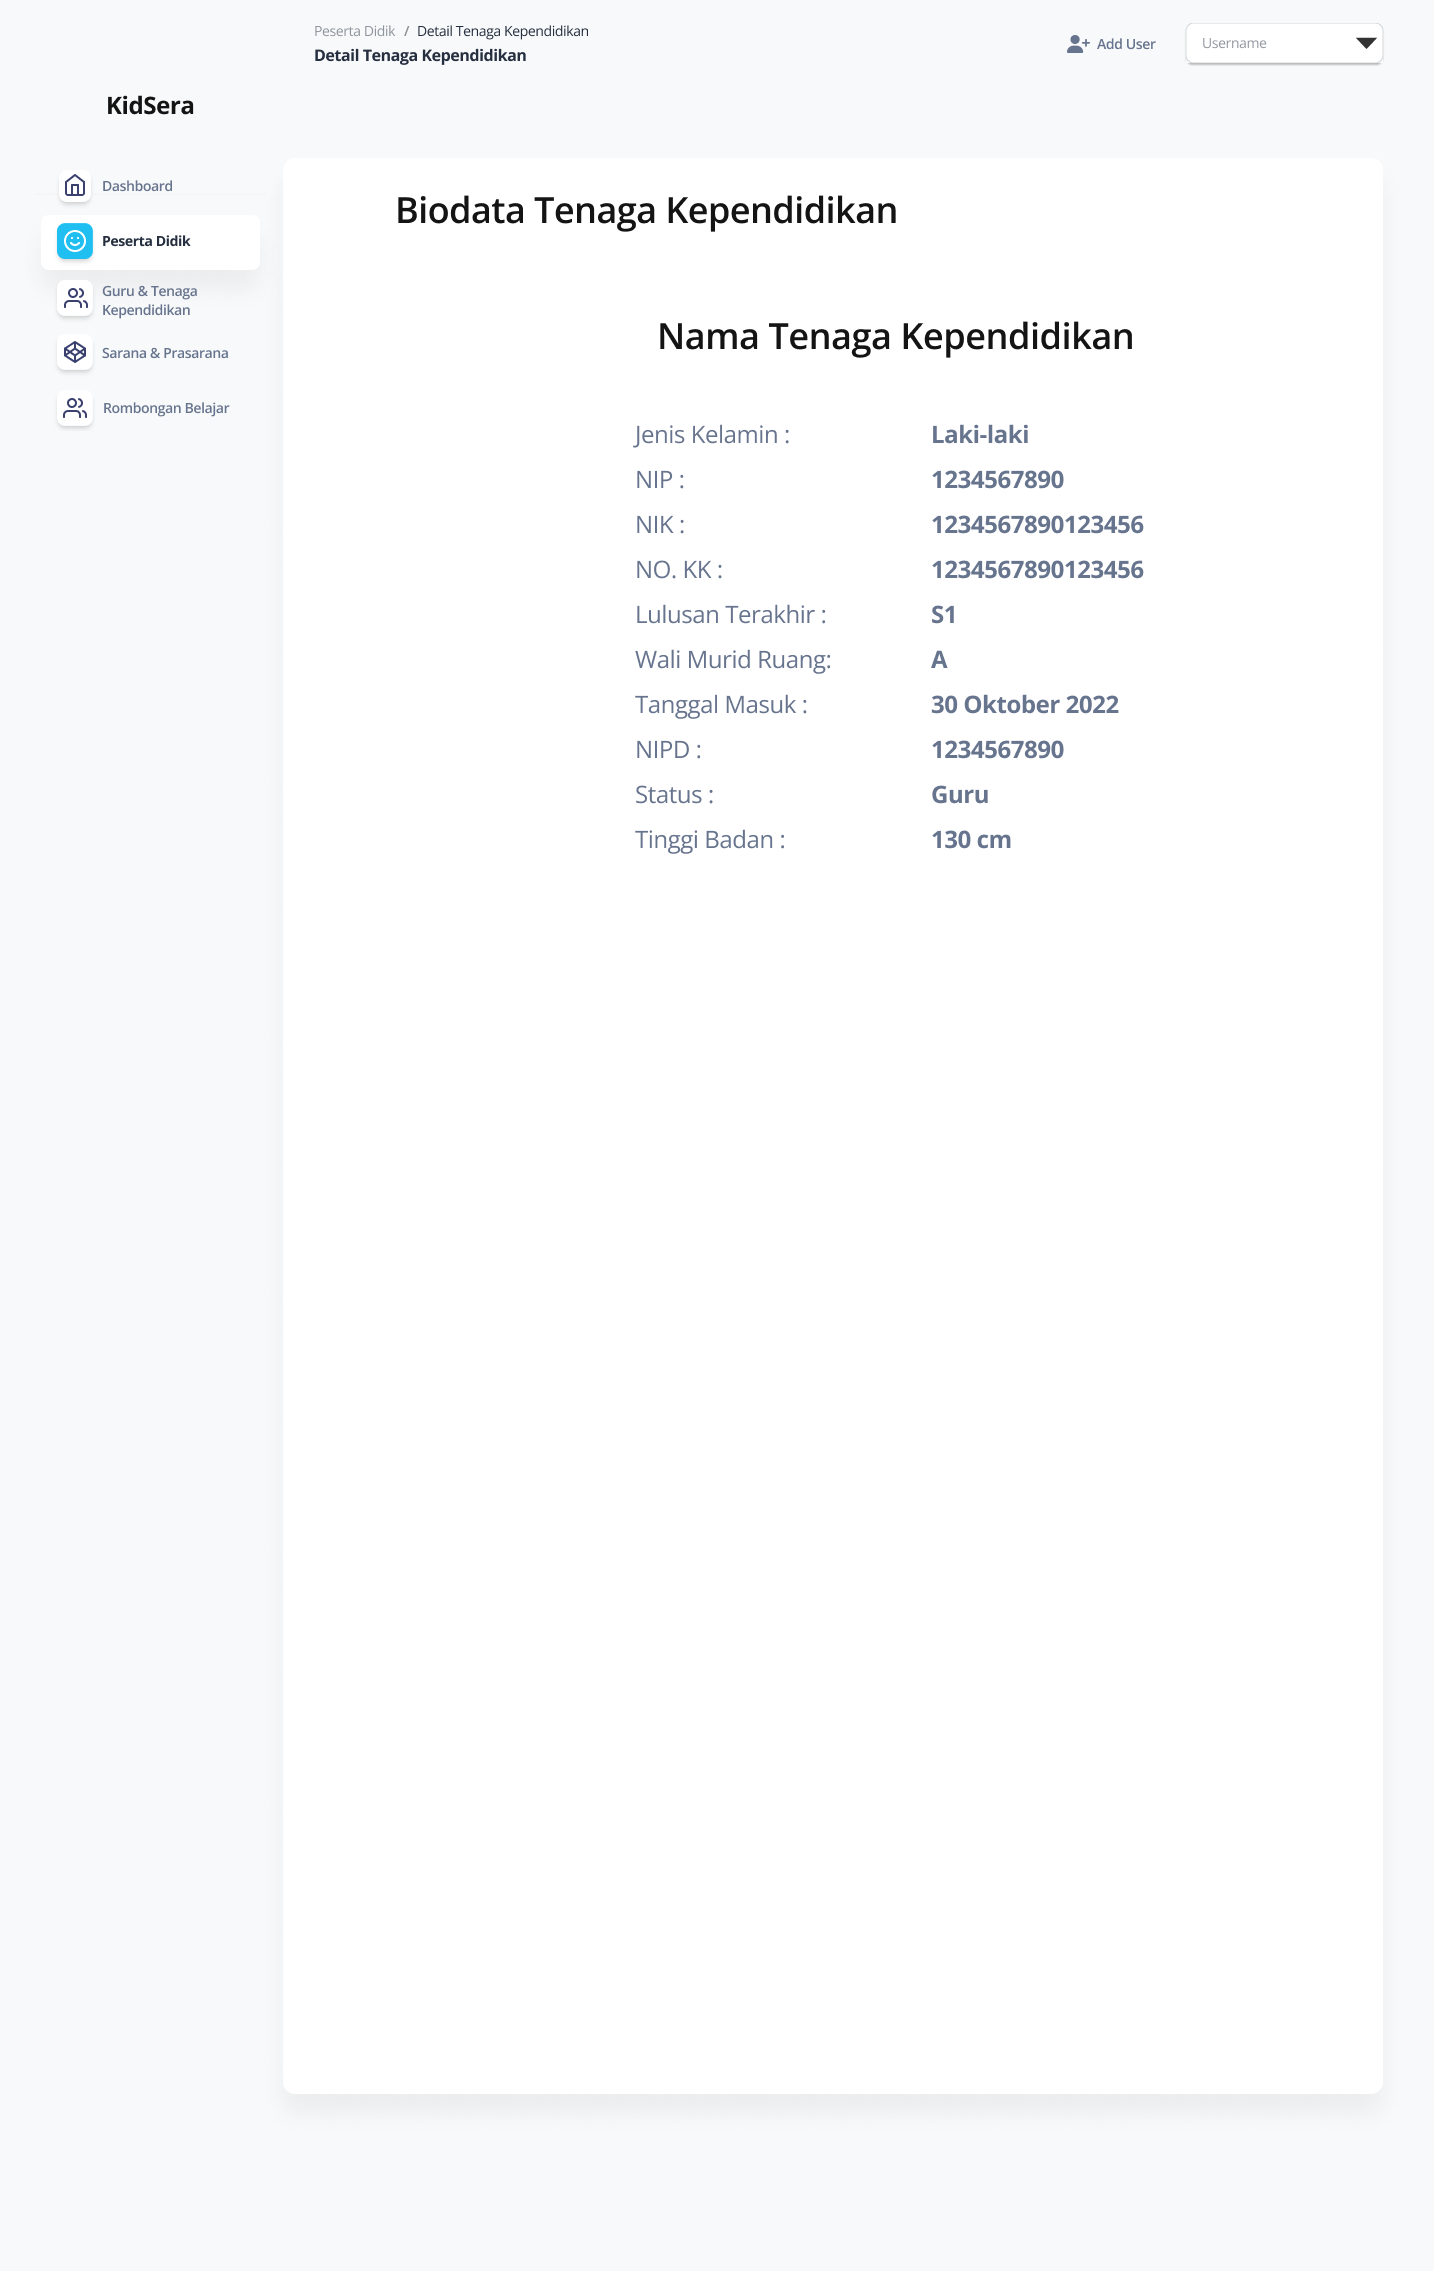 Peserta Didik / Detail Tenaga Kependidikan
Detail Tenaga Kependidikan
Add User
Username
KidSera
Dashboard
Peserta Didik
Guru & Tenaga
Kependidikan
Sarana & Prasarana
Rombongan Belajar
Biodata Tenaga Kependidikan
Nama Tenaga Kependidikan
Jenis Kelamin : Laki-laki
NIP : 1234567890
NIK : 1234567890123456
NO. KK : 1234567890123456
Lulusan Terakhir : S1
Wali Murid Ruang: A
Tanggal Masuk : 30 Oktober 2022
NIPD : 1234567890
Status : Guru
Tinggi Badan : 130 cm